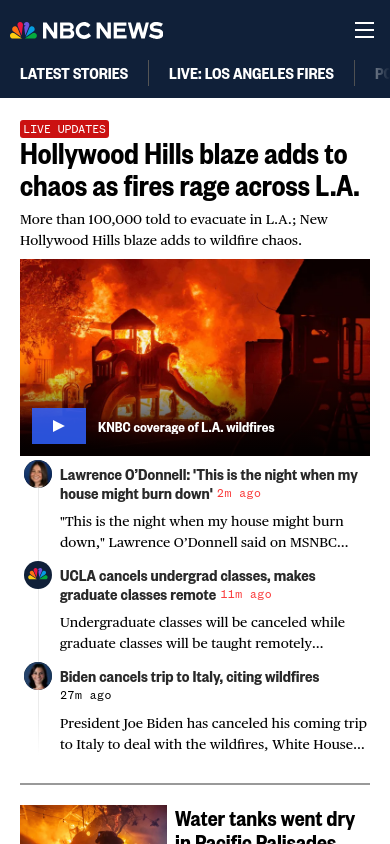 NBC NEWS
LATEST STORIES
LIVE: LOS ANGELES FIRES
LIVE UPDATES
Hollywood Hills blaze adds to
chaos as fires rage across L.A.
More than 100,000 told to evacuate in L.A.; New
Hollywood Hills blaze adds to wildfire chaos.
KNBC coverage of L.A. wildfires
Lawrence O’Donnell: 'This is the night when my
house might burn down' 2m ago
"This is the night when my house might burn
down," Lawrence O’Donnell said on MSNBC...
UCLA cancels undergrad classes, makes
graduate classes remote 11m ago
Undergraduate classes will be canceled while
graduate classes will be taught remotely...
Biden cancels trip to Italy, citing wildfires
27m ago
President Joe Biden has canceled his coming trip
to Italy to deal with the wildfires, White House...
Water tanks went dry
in Pacific Palisades